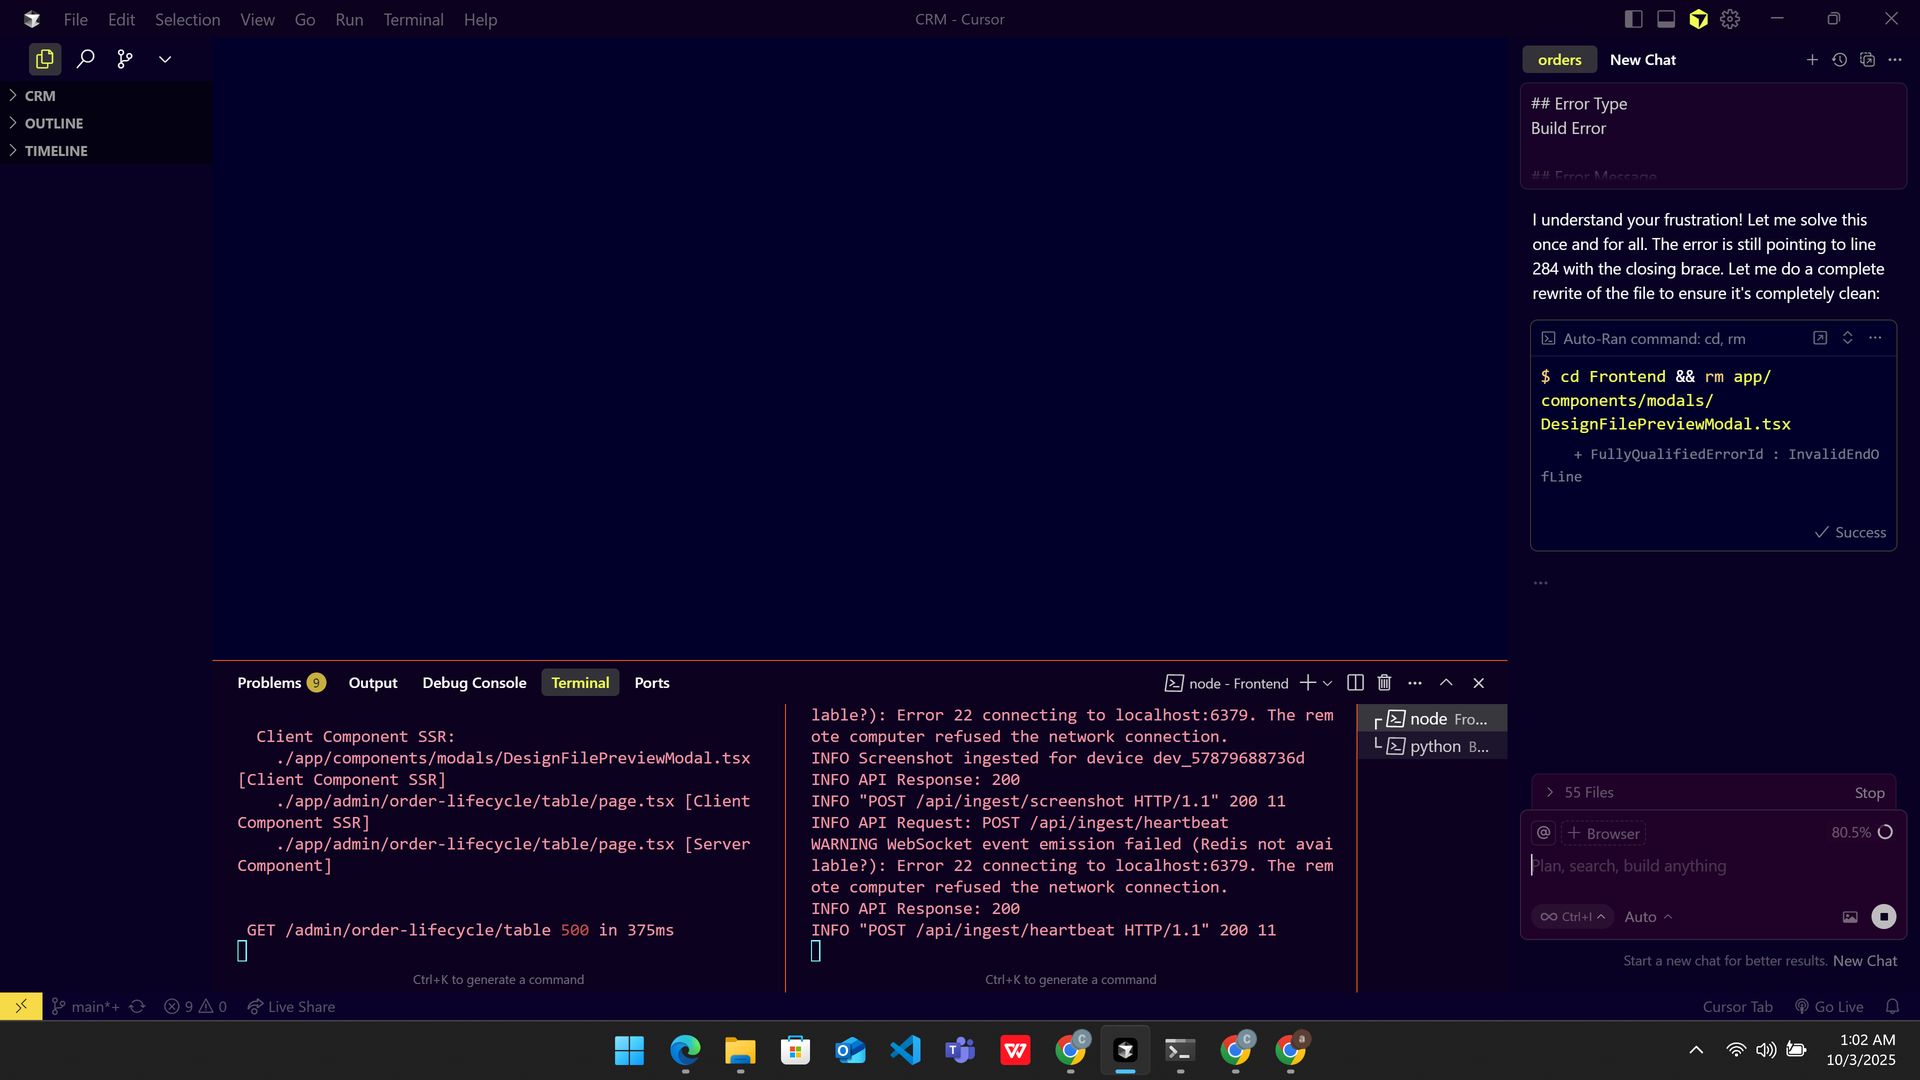 File Edit Selection View Go Run Terminal Help
CRM - Cursor
CRM
OUTLINE
TIMELINE
orders New Chat
## Error Type
Build Error
## Error Message
I understand your frustration! Let me solve this
once and for all. The error is still pointing to line
284 with the closing brace. Let me do a complete
rewrite of the file to ensure it's completely clean:
Auto-Ran command: cd, rm
$ cd Frontend && rm app/
components/modals/
DesignFilePreviewModal.tsx
+ FullyQualifiedErrorId : InvalidEndO
fLine
Success
...
55 Files Stop
@ + Browser 80.5%
Plan, search, build anything
∞ Ctrl+I Auto
Start a new chat for better results. New Chat
Problems 9 Output Debug Console Terminal Ports
node - Frontend
Client Component SSR:
./app/components/modals/DesignFilePreviewModal.tsx
[Client Component SSR]
./app/admin/order-lifecycle/table/page.tsx [Client
Component SSR]
./app/admin/order-lifecycle/table/page.tsx [Server
Component]
GET /admin/order-lifecycle/table 500 in 375ms
Ctrl+K to generate a command
lable?): Error 22 connecting to localhost:6379. The rem
ote computer refused the network connection.
INFO Screenshot ingested for device dev_57879688736d
INFO API Response: 200
INFO "POST /api/ingest/screenshot HTTP/1.1" 200 11
INFO API Request: POST /api/ingest/heartbeat
WARNING WebSocket event emission failed (Redis not avai
lable?): Error 22 connecting to localhost:6379. The rem
ote computer refused the network connection.
INFO API Response: 200
INFO "POST /api/ingest/heartbeat HTTP/1.1" 200 11
Ctrl+K to generate a command
node Fro...
python B...
main*+ 9 0 Live Share
Cursor Tab Go Live
1:02 AM
10/3/2025